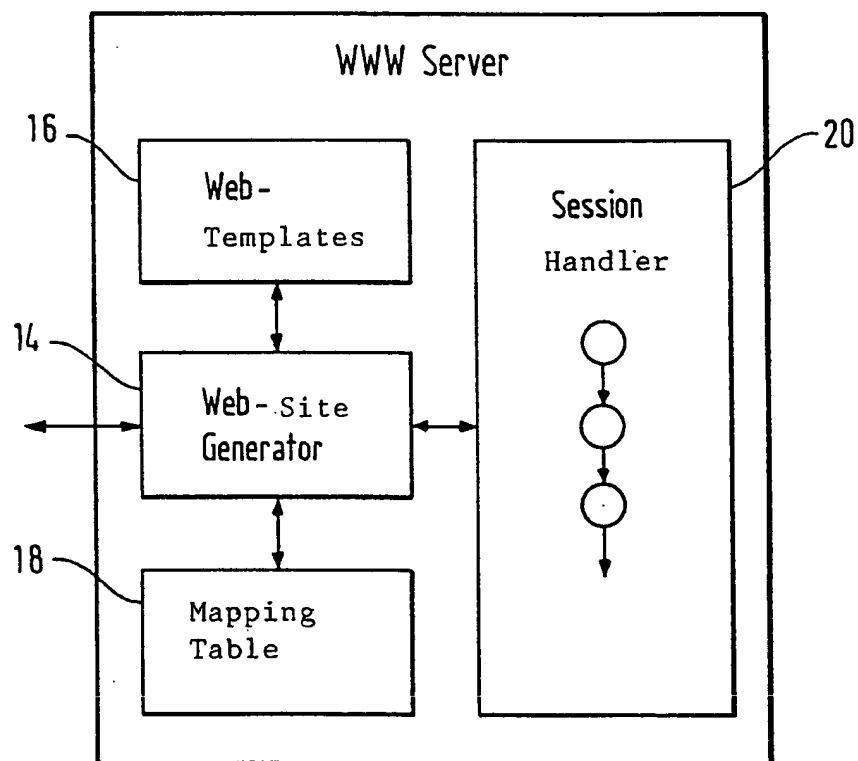 WWW Server
16
20
Web-
Templates
Session
Handler
14
Web- Site
Generator
18
Mapping
Table